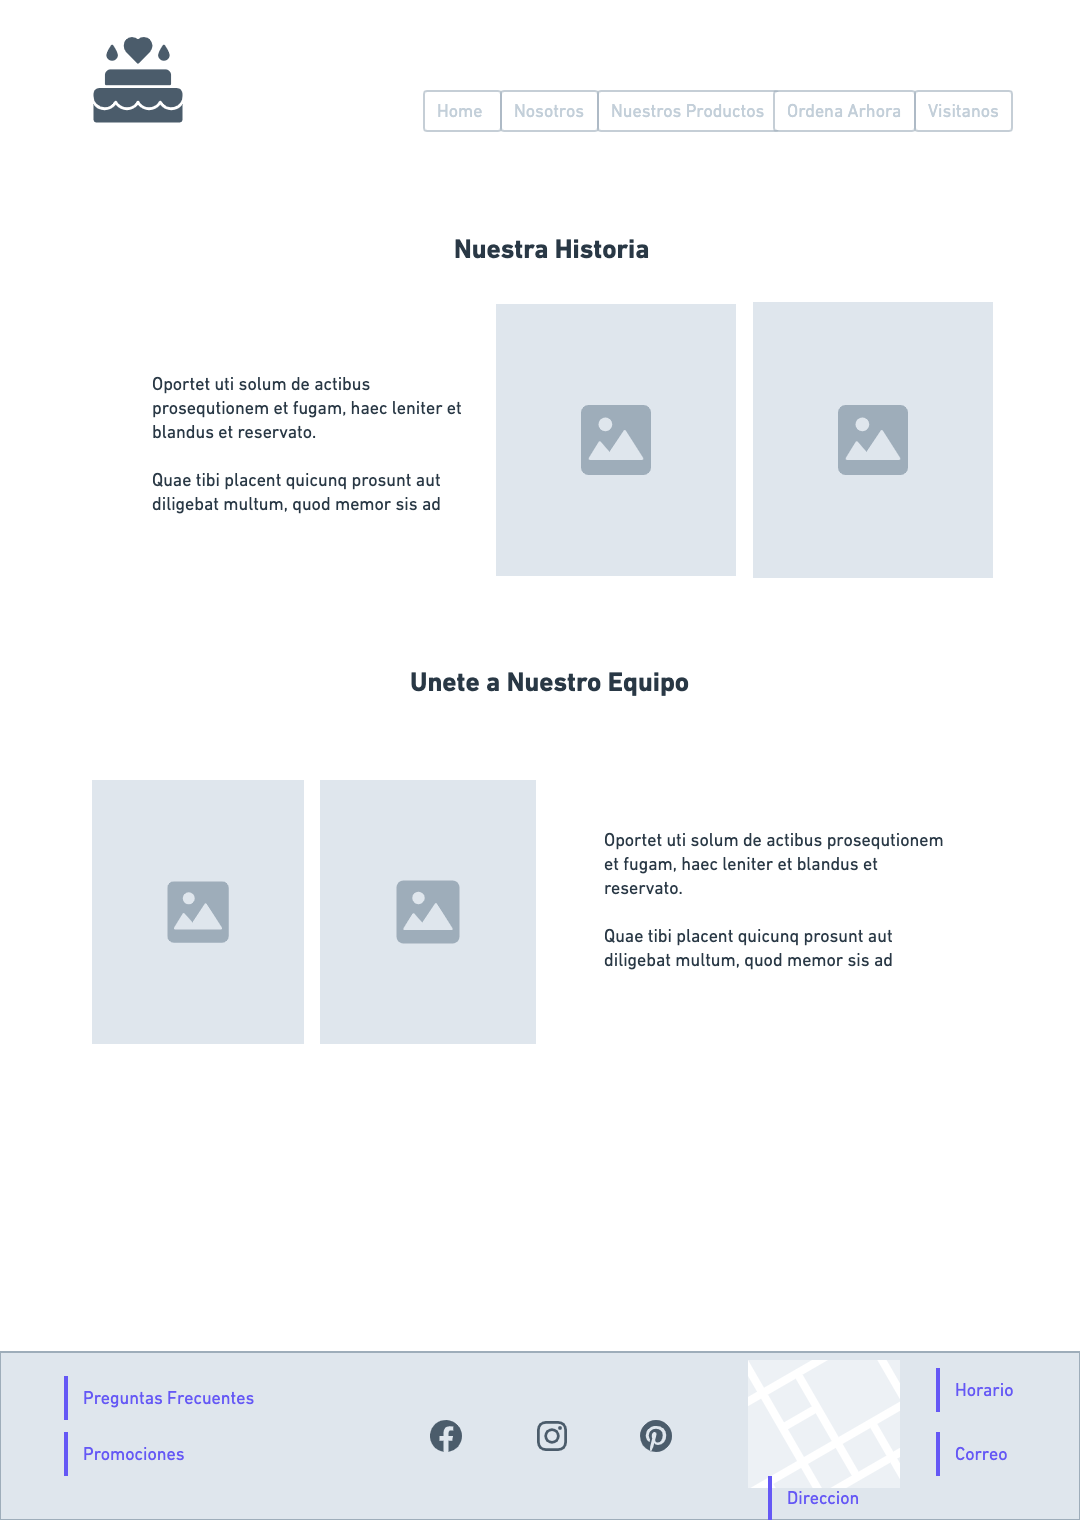 Home Nosotros Nuestros Productos Ordena Arhora Visitanos
Nuestra Historia
Oportet uti solum de actibus
prosequtionem et fugam, haec leniter et
blandus et reservato.
Quae tibi placent quicunq prosunt aut
diligebat multum, quod memor sis ad
Unete a Nuestro Equipo
Oportet uti solum de actibus prosequtionem
et fugam, haec leniter et blandus et
reservato.
Quae tibi placent quicunq prosunt aut
diligebat multum, quod memor sis ad
Preguntas Frecuentes
Promociones
Direccion
Horario
Correo